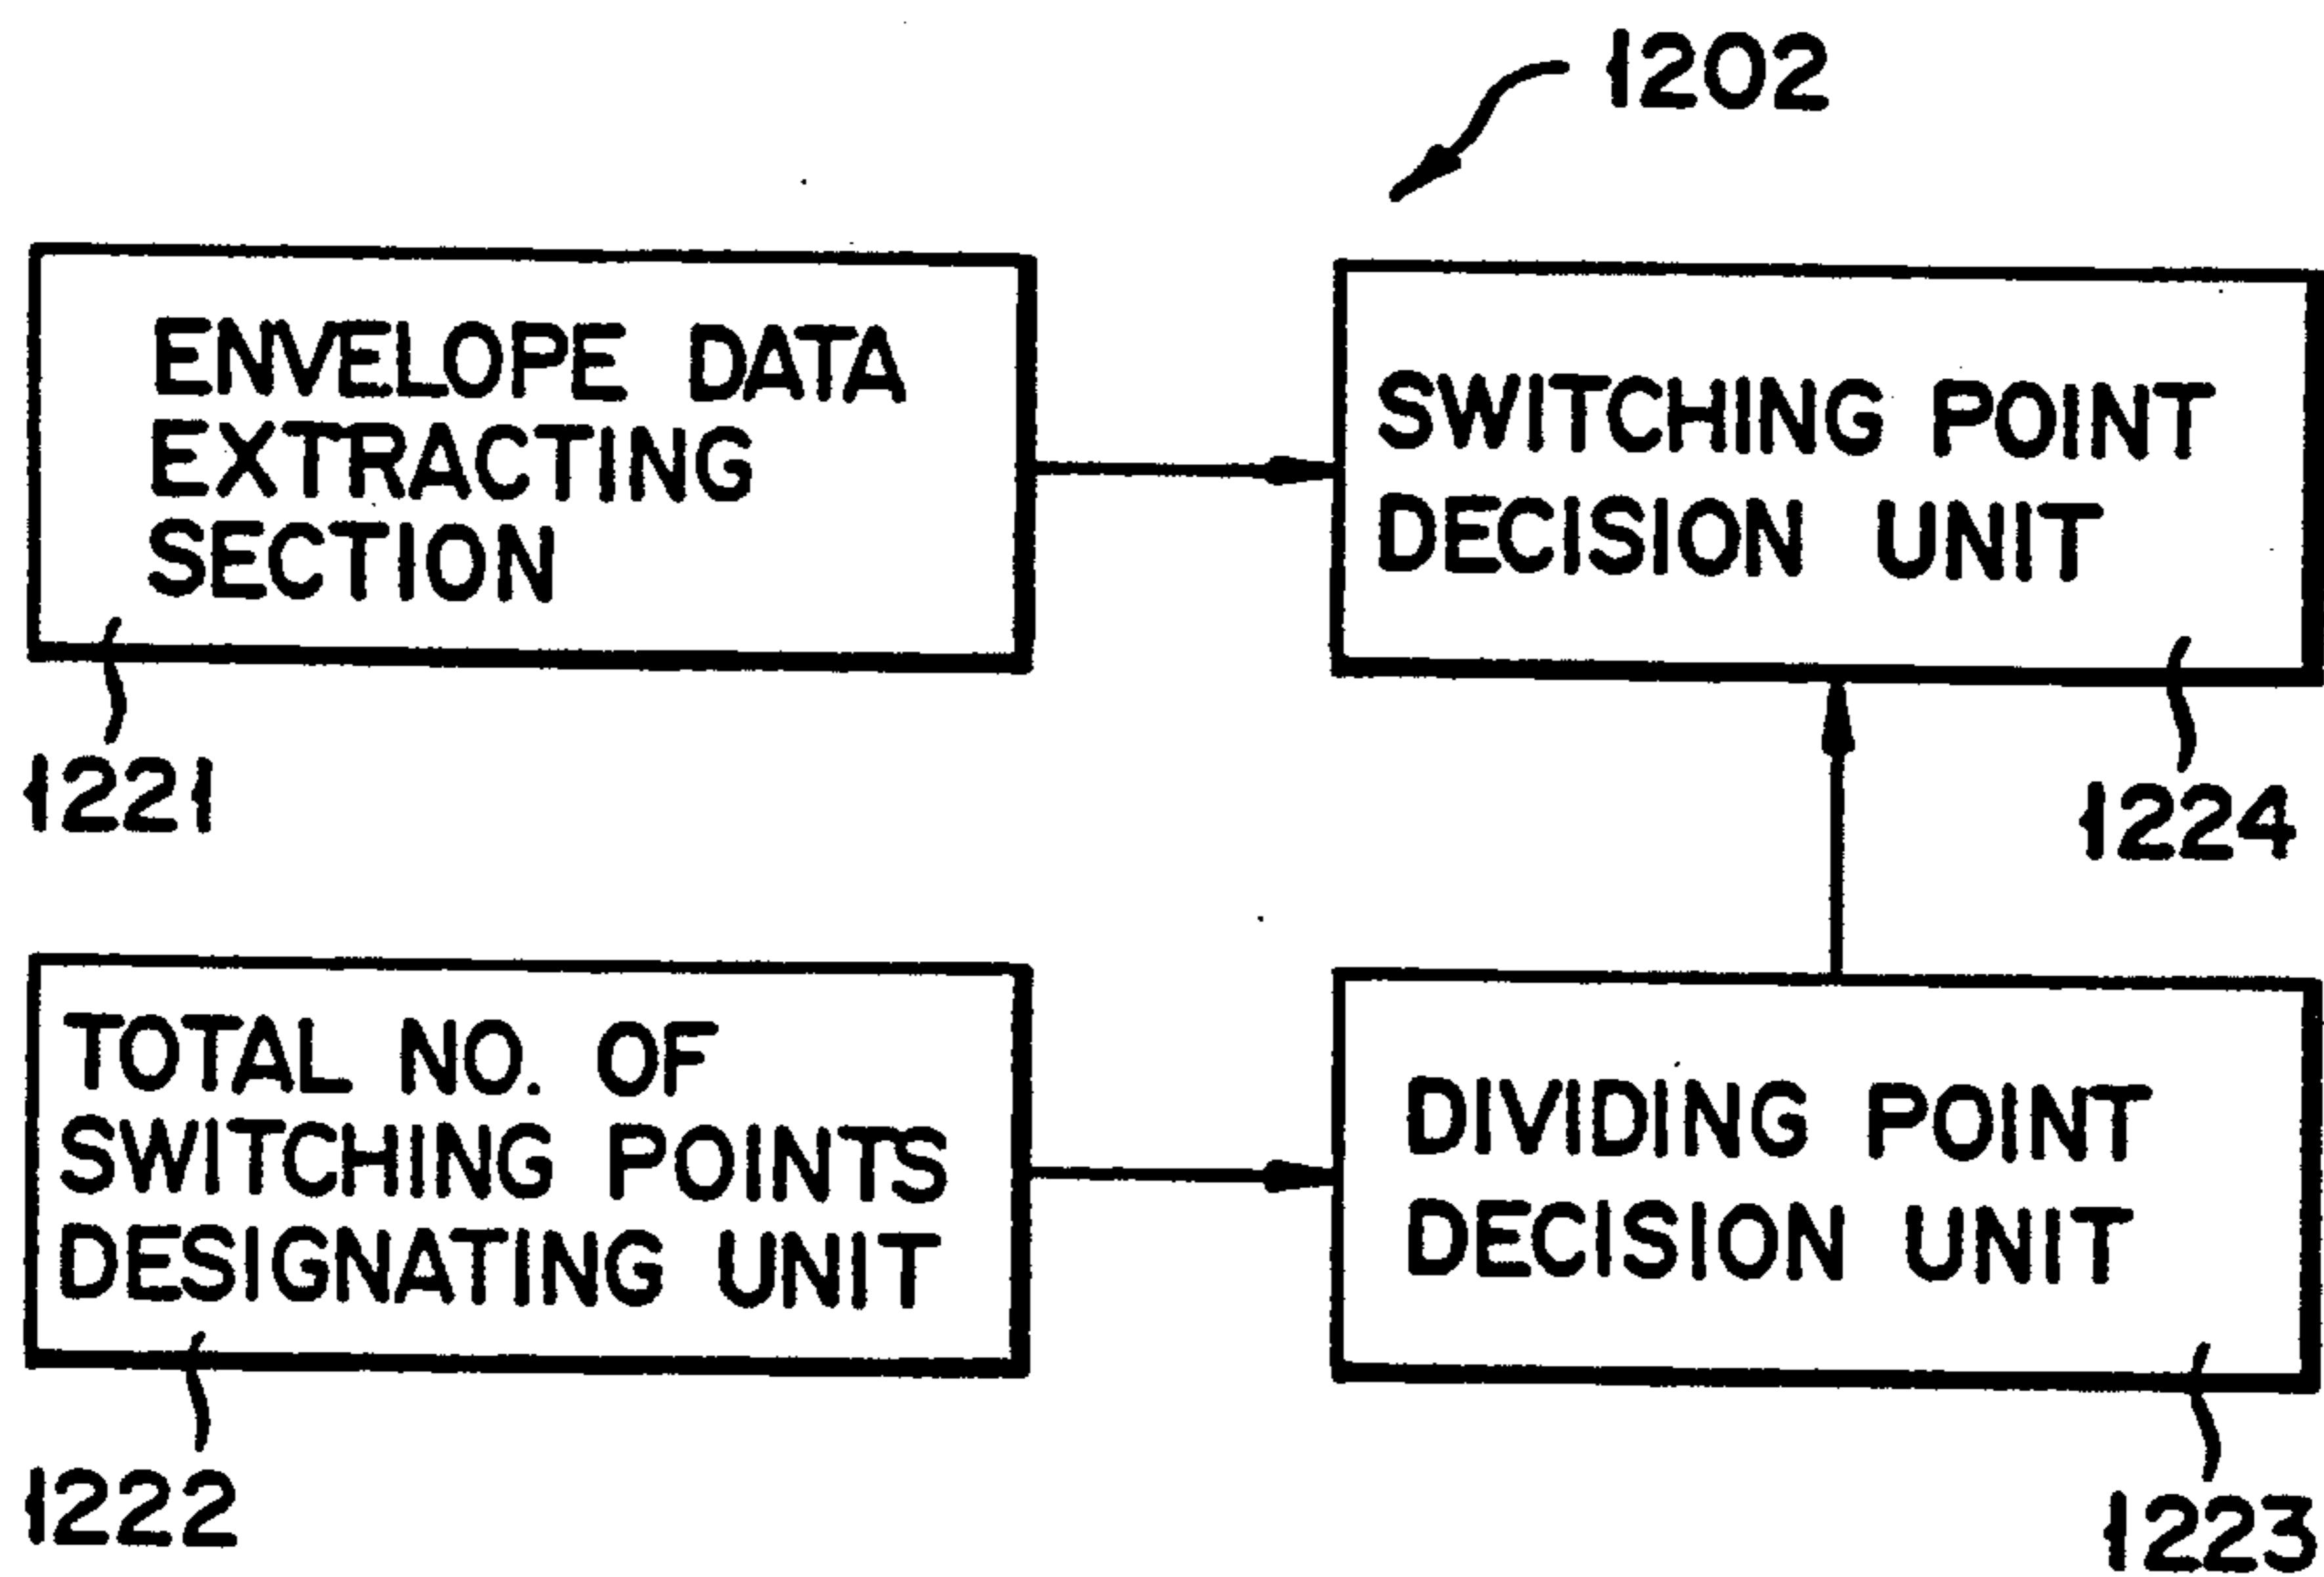 1202
ENVELOPE DATA
EXTRACTING
SECTION
1221
SWITCHING POINT
DECISION UNIT
1224
TOTAL NO. OF
SWITCHING POINTS
DESIGNATING UNIT
1222
DIVIDING POINT
DECISION UNIT
1223